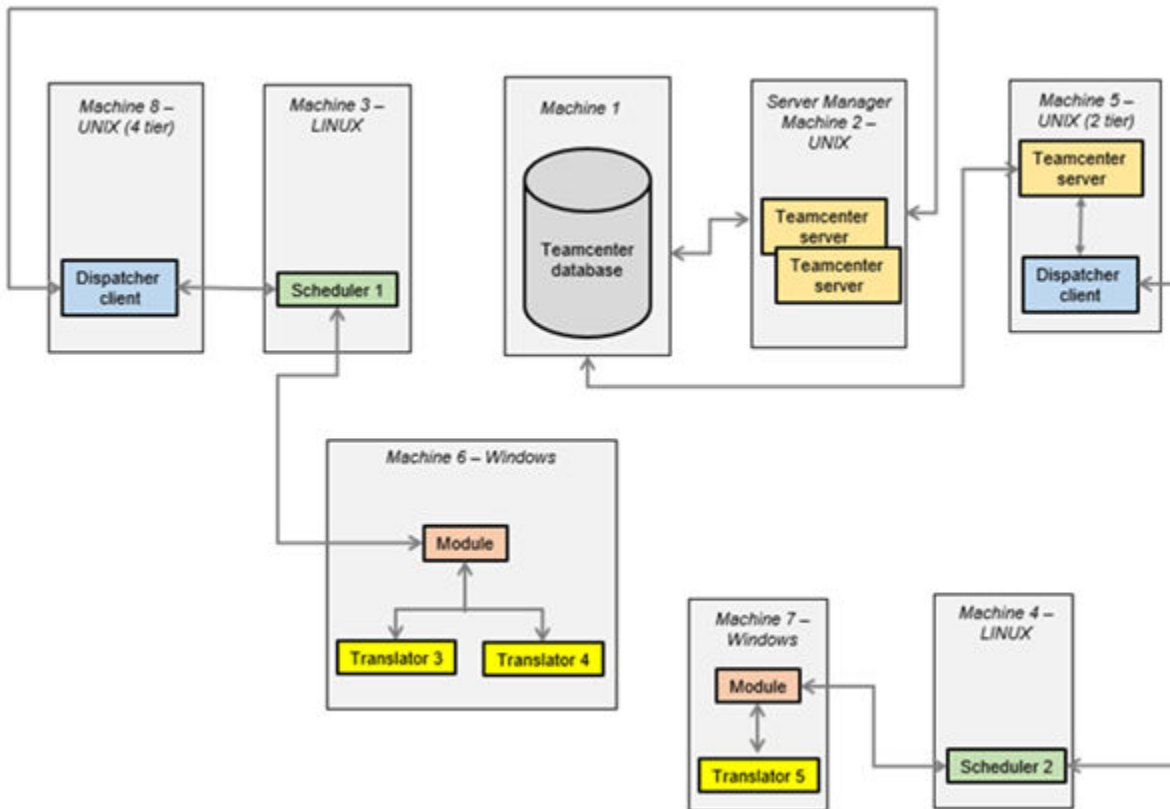 Machine 8 –
UNIX (4 tier)
Dispatcher
client
Machine 3 –
LINUX
Scheduler 1
Machine 1
Teamcenter
database
Server Manager
Machine 2 –
UNIX
Teamcenter
server
Teamcenter
server
Machine 5 –
UNIX (2 tier)
Teamcenter
server
Dispatcher
client
Machine 6 – Windows
Module
Translator 3
Translator 4
Machine 7 –
Windows
Module
Translator 5
Machine 4 –
LINUX
Scheduler 2